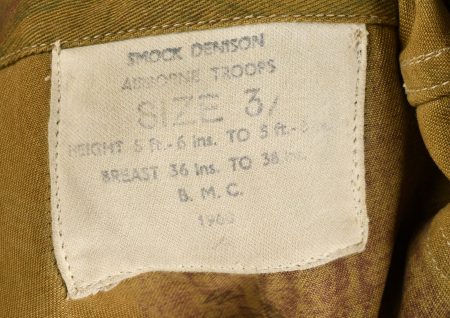 SMOCK DENISON
AIRBORNE TROOPS
SIZE 3/
HEIGHT 5 ft.-6 ins. TO 5 ft.-
BREAST 36 ins. TO 38 ins.
B. M. C.